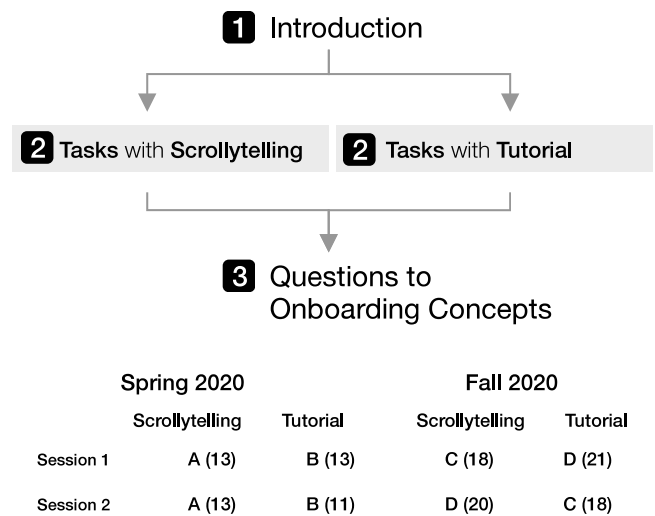 1 Introduction
2 Tasks with Scrollytelling
2 Tasks with Tutorial
3 Questions to
Onboarding Concepts
Spring 2020 Fall 2020
Scrollytelling Tutorial Scrollytelling Tutorial
Session 1 A (13) B (13) C (18) D (21)
Session 2 A (13) B (11) D (20) C (18)